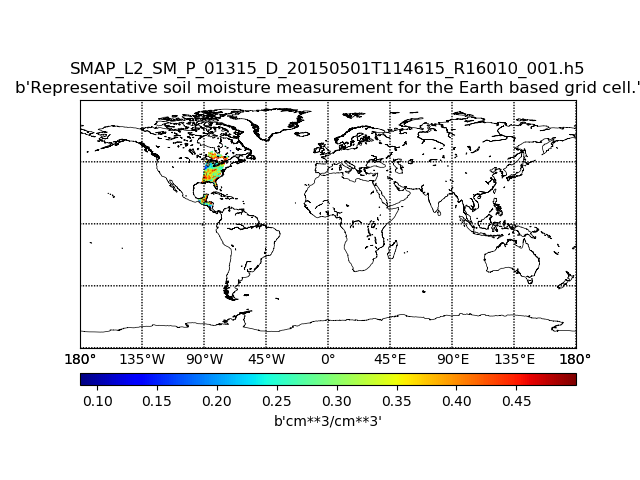 SMAP_L2_SM_P_01315_D_20150501T114615_R16010_001.h5
b'Representative soil moisture measurement for the Earth based grid cell.'
180° 135°W 90°W 45°W 0° 45°E 90°E 135°E 180°
0.10 0.15 0.20 0.25 0.30 0.35 0.40 0.45
b'cm**3/cm**3'